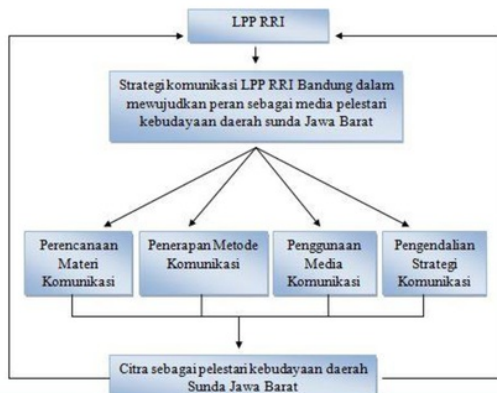 LPP RRI
Strategi komunikasi LPP RRI Bandung dalam
mewujudkan peran sebagai media pelestari
kebudayaan daerah sunda Jawa Barat
Perencanaan
Materi
Komunikasi
Penerapan Metode
Komunikasi
Penggunaan
Media
Komunikasi
Pengendalian
Strategi
Komunikasi
Citra sebagai pelestari kebudayaan daerah
Sunda Jawa Barat